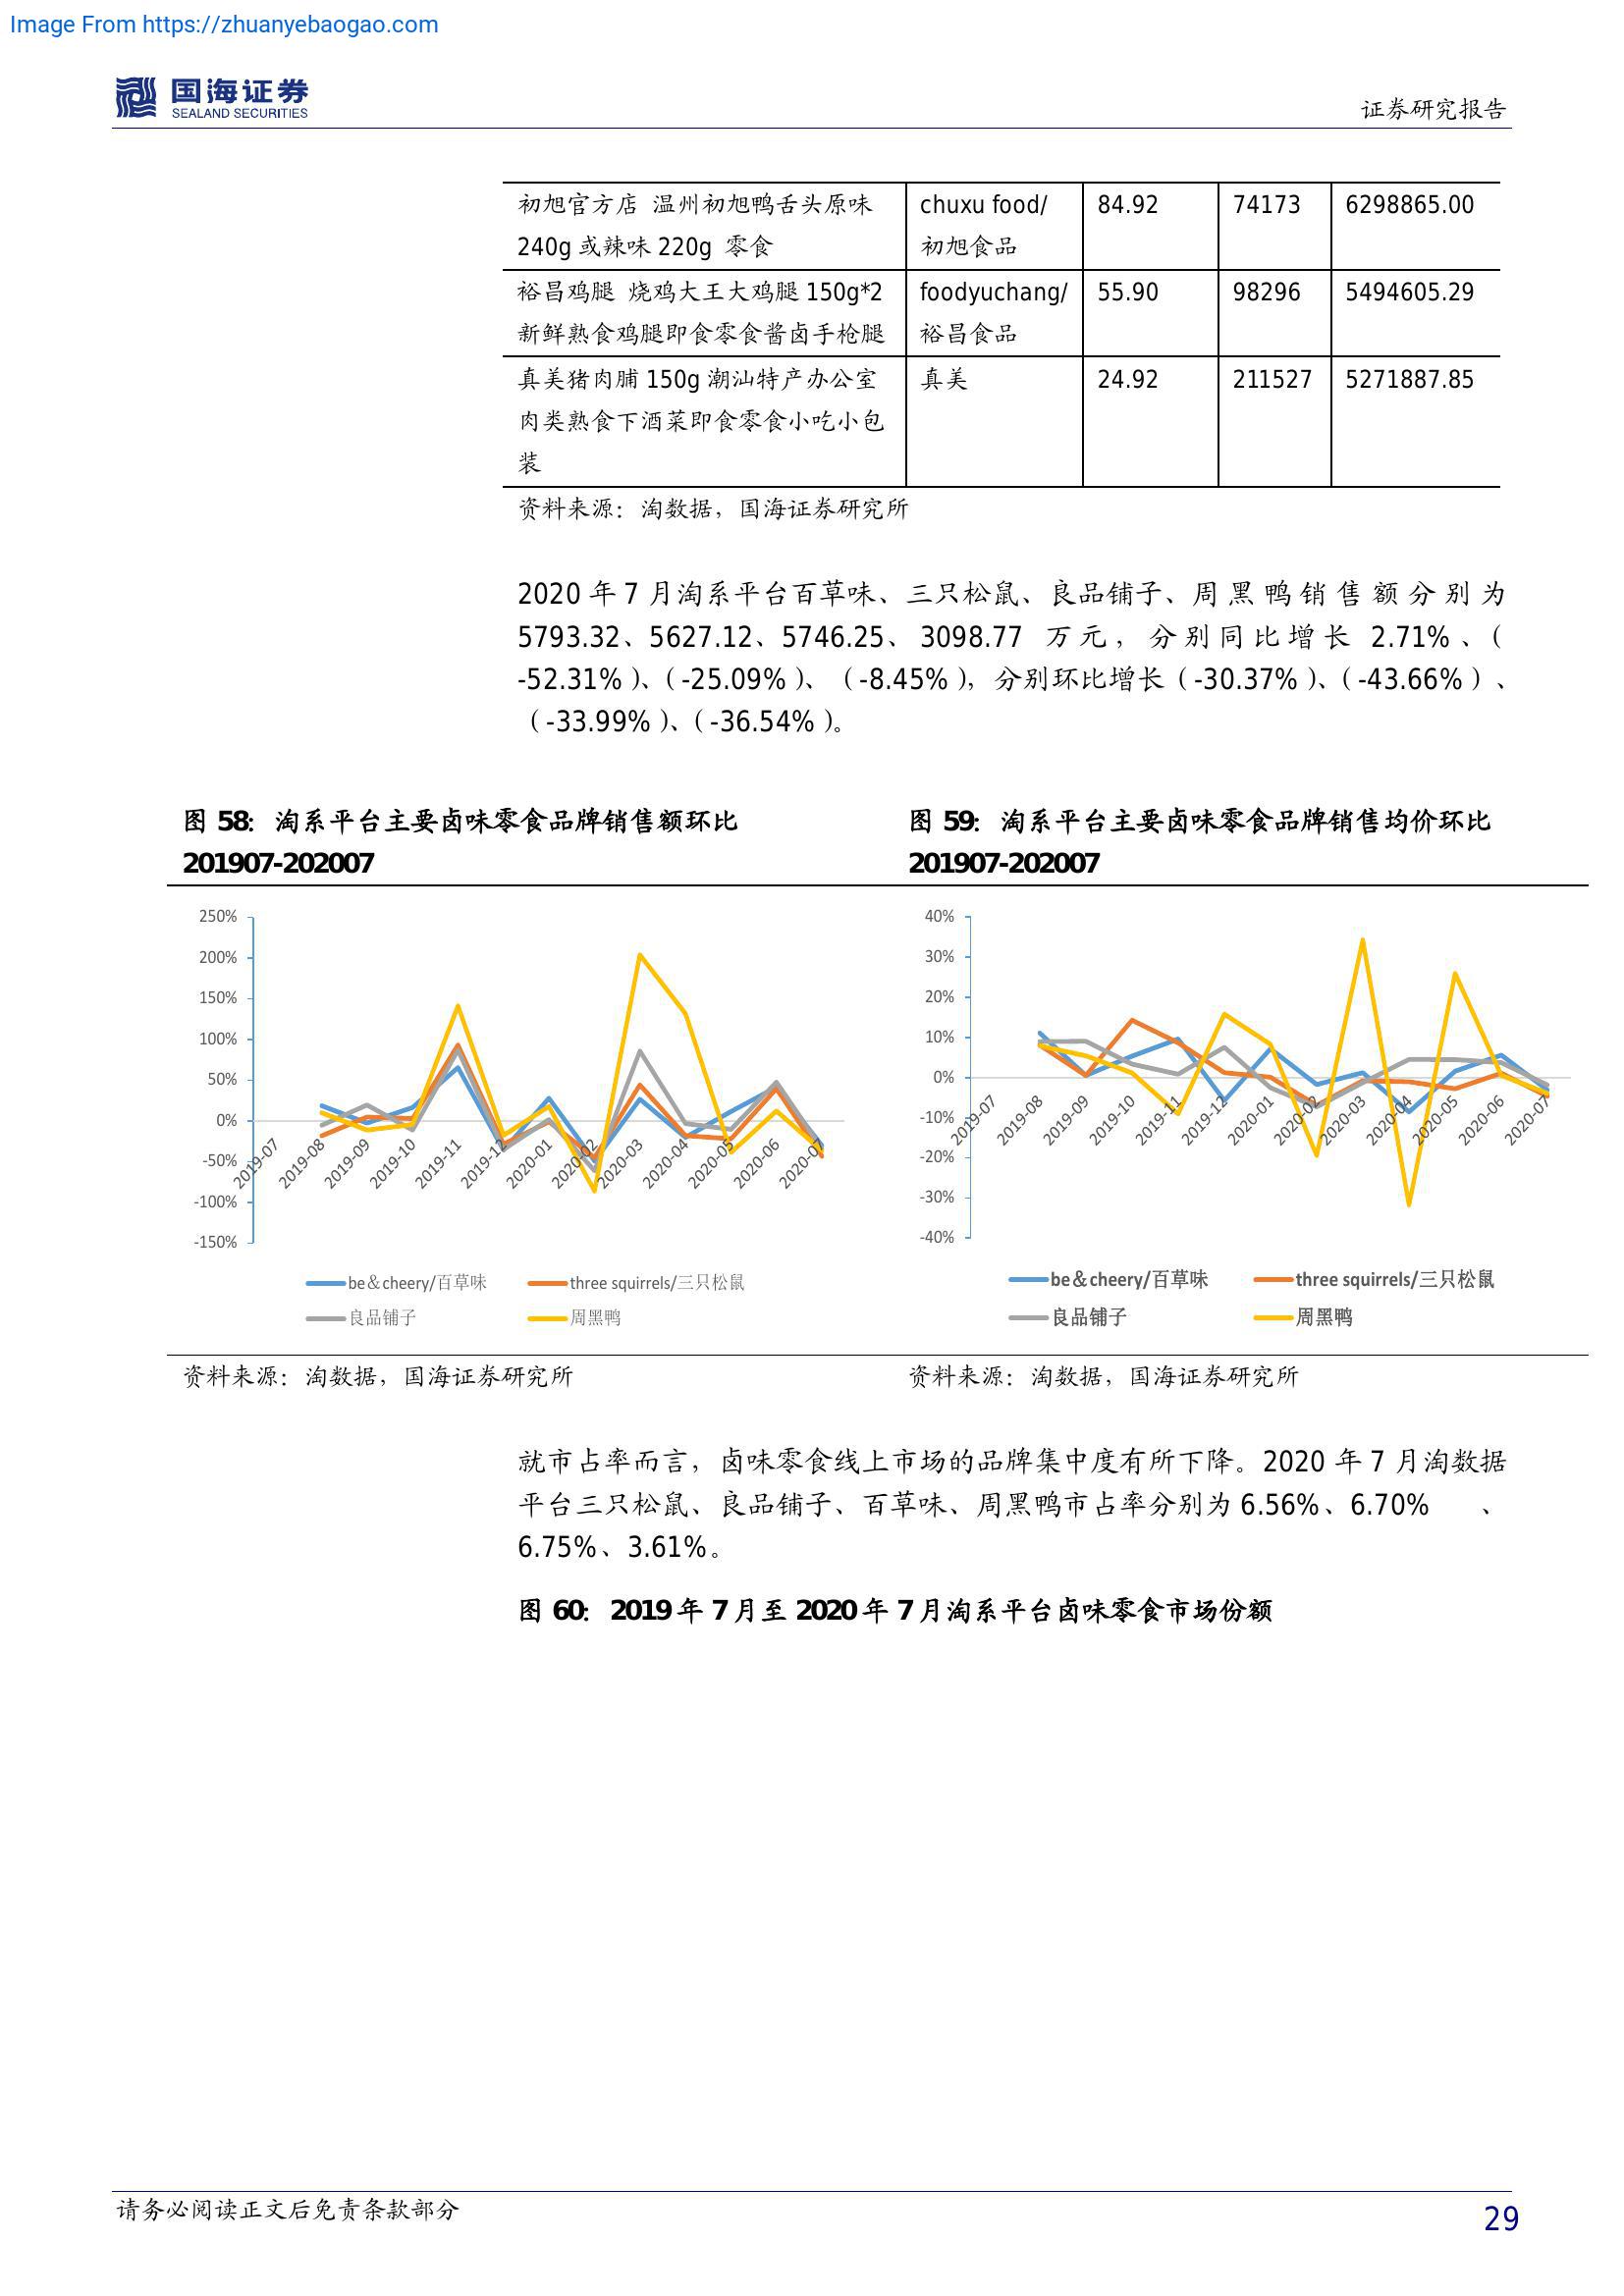 Image From https://zhuanyebaogao.com
国海证券
SEALAND SECURITIES
证券研究报告
初旭官方店 温州初旭鸭舌头原味
240g 或辣味 220g 零食
chuxu food/
初旭食品
84.92
74173
6298865.00
裕昌鸡腿 烧鸡大王大鸡腿 150g*2
新鲜熟食鸡腿即食零食酱卤手枪腿
foodyuchang/
裕昌食品
55.90
98296
5494605.29
真美猪肉脯 150g 潮汕特产办公室
肉类熟食下酒菜即食零食小吃小包
装
真美
24.92
211527
5271887.85
资料来源：淘数据，国海证券研究所
2020 年 7 月淘系平台百草味、三只松鼠、良品铺子、周黑鸭销售额分别为
5793.32、5627.12、5746.25、 3098.77 万元，分别同比增长 2.71%、(
-52.31%)、(-25.09%)、（-8.45%)，分别环比增长（-30.37%)、(-43.66%）、
（-33.99%)、(-36.54%)。
图 58：淘系平台主要卤味零食品牌销售额环比
201907-202007
图 59：淘系平台主要卤味零食品牌销售均价环比
201907-202007
250%
200%
150%
100%
50%
0%
-50%
-100%
-150%
2019-07
2019-08
2019-09
2019-10
2019-11
2019-12
2020-01
2020-02
2020-03
2020-04
2020-05
2020-06
2020-07
be＆cheery/百草味
three squirrels/三只松鼠
良品铺子
周黑鸭
40%
30%
20%
10%
0%
-10%
-20%
-30%
-40%
2019-07
2019-08
2019-09
2019-10
2019-11
2019-12
2020-01
2020-02
2020-03
2020-04
2020-05
2020-06
2020-07
be＆cheery/百草味
three squirrels/三只松鼠
良品铺子
周黑鸭
资料来源：淘数据，国海证券研究所
资料来源：淘数据，国海证券研究所
就市占率而言，卤味零食线上市场的品牌集中度有所下降。2020 年 7 月淘数据
平台三只松鼠、良品铺子、百草味、周黑鸭市占率分别为 6.56%、6.70% 、
6.75%、3.61%。
图 60：2019 年 7 月至 2020 年 7 月淘系平台卤味零食市场份额
请务必阅读正文后免责条款部分
29